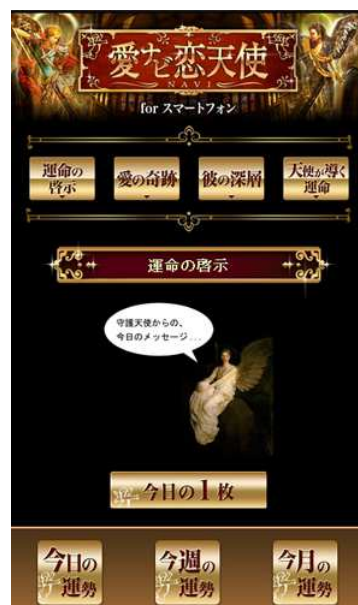 愛ナビ恋天使
NAVI
for スマートフォン
運命の
啓示
愛の奇跡
彼の深層
天使が導く
運命
運命の啓示
守護天使からの、
今日のメッセージ...
今日の1枚
今日の
運勢
今週の
運勢
今月の
運勢